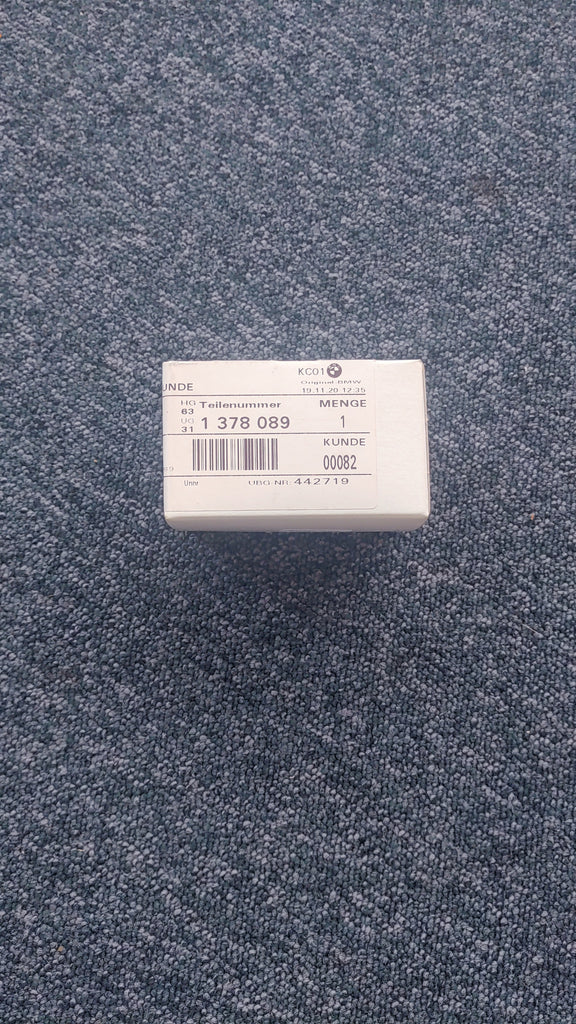 KC01
Original BMW
UNDE
19.11.20 12:35
HG Teilenummer
MENGE
63
UG 1 378 089
1
31
KUNDE
00082
UBG-NR. 442719